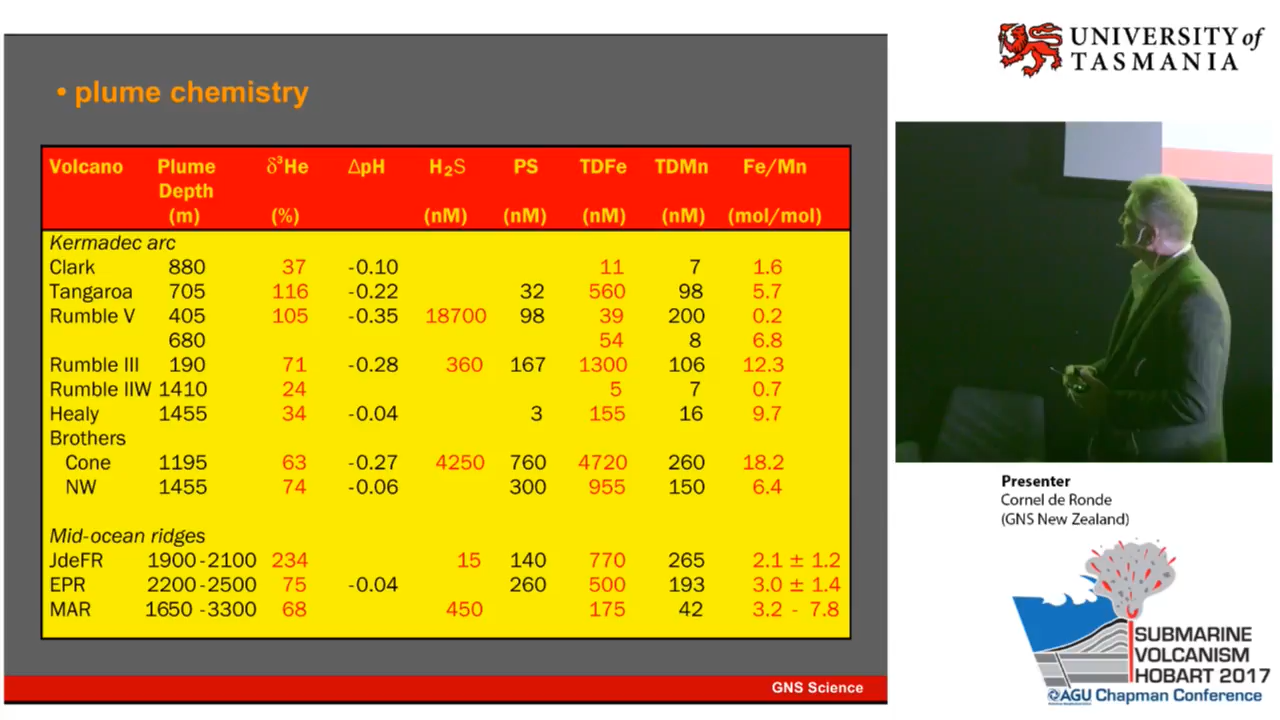 • plume chemistry
Volcano Plume δ³He ΔpH H₂S PS TDFe TDMn Fe/Mn
Depth
(m) (%) (nM) (nM) (nM) (nM) (mol/mol)
Kermadec arc
Clark 880 37 -0.10 11 7 1.6
Tangaroa 705 116 -0.22 32 560 98 5.7
Rumble V 405 105 -0.35 18700 98 39 200 0.2
680 54 8 6.8
Rumble III 190 71 -0.28 360 167 1300 106 12.3
Rumble IIW 1410 24 5 7 0.7
Healy 1455 34 -0.04 3 155 16 9.7
Brothers
Cone 1195 63 -0.27 4250 760 4720 260 18.2
NW 1455 74 -0.06 300 955 150 6.4
Mid-ocean ridges
JdeFR 1900-2100 234 15 140 770 265 2.1 ± 1.2
EPR 2200-2500 75 -0.04 260 500 193 3.0 ± 1.4
MAR 1650-3300 68 450 175 42 3.2 - 7.8
GNS Science
UNIVERSITY of
TASMANIA
Presenter
Cornel de Ronde
(GNS New Zealand)
SUBMARINE
VOLCANISM
HOBART 2017
AGU Chapman Conference